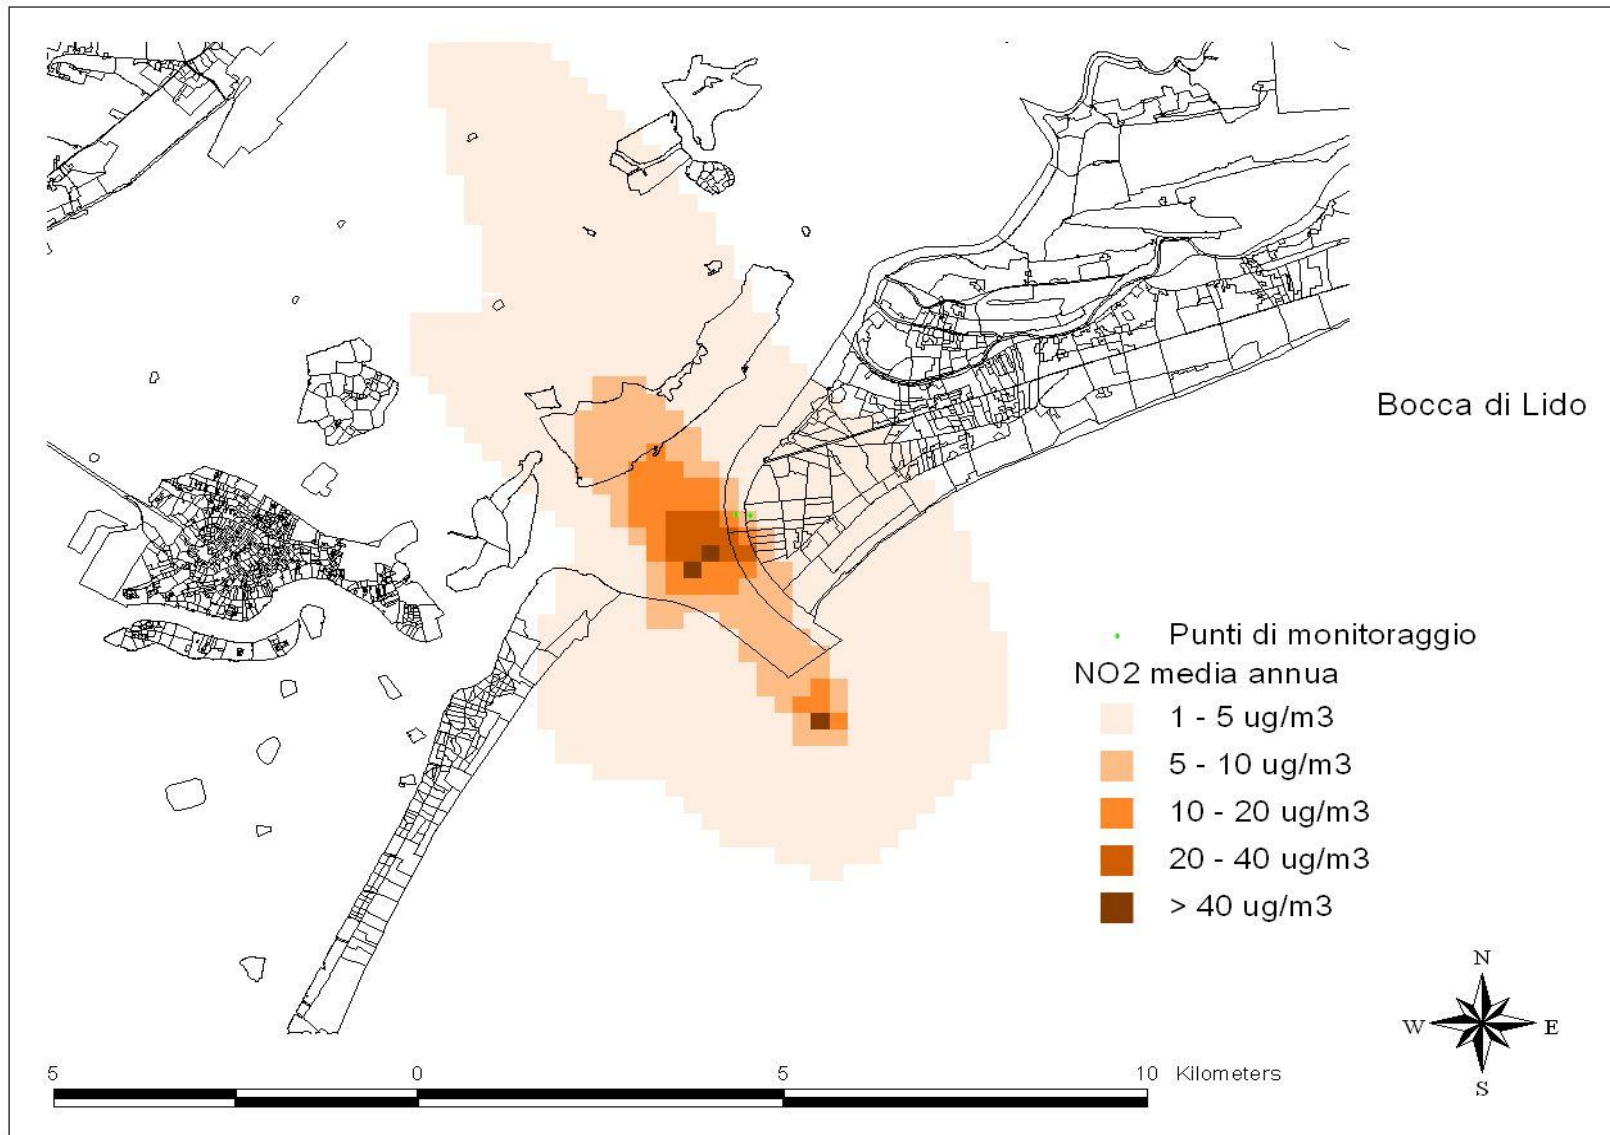 Bocca di Lido
Punti di monitoraggio
NO2 media annua
1 - 5 ug/m3
5 - 10 ug/m3
10 - 20 ug/m3
20 - 40 ug/m3
> 40 ug/m3
N
W E
S
5 0 5 10 Kilometers